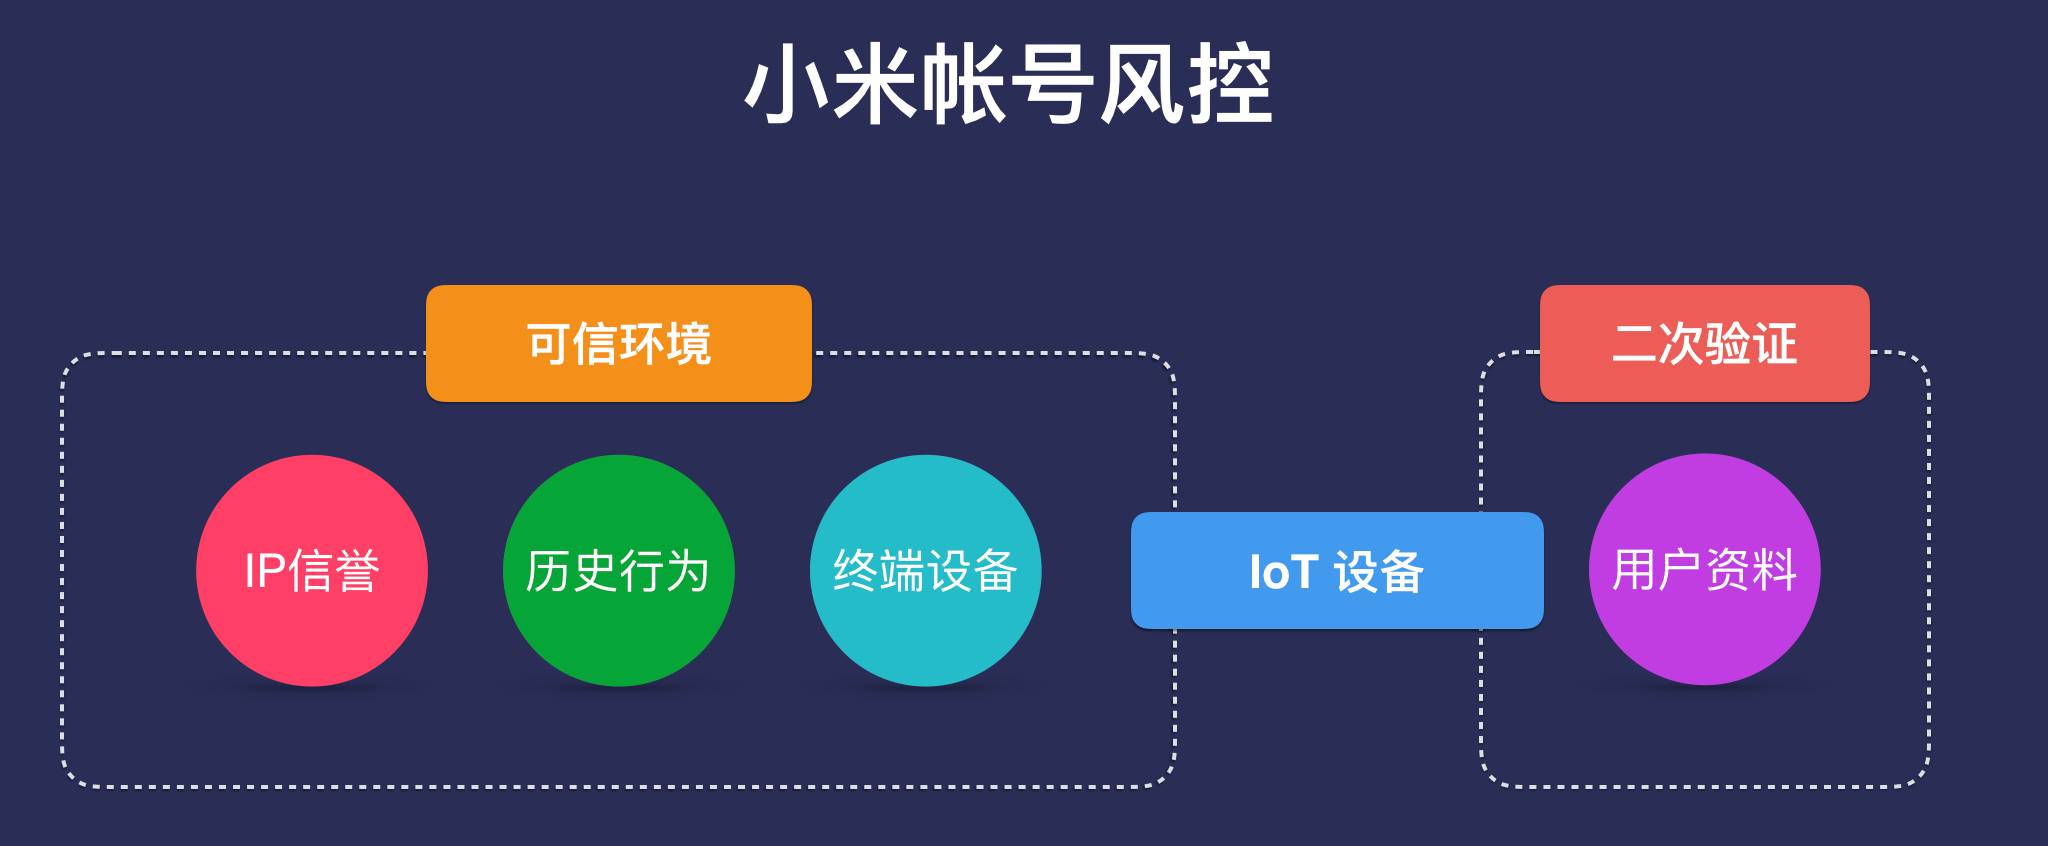 小米帐号风控
可信环境
二次验证
IP信誉
历史行为
终端设备
IoT 设备
用户资料